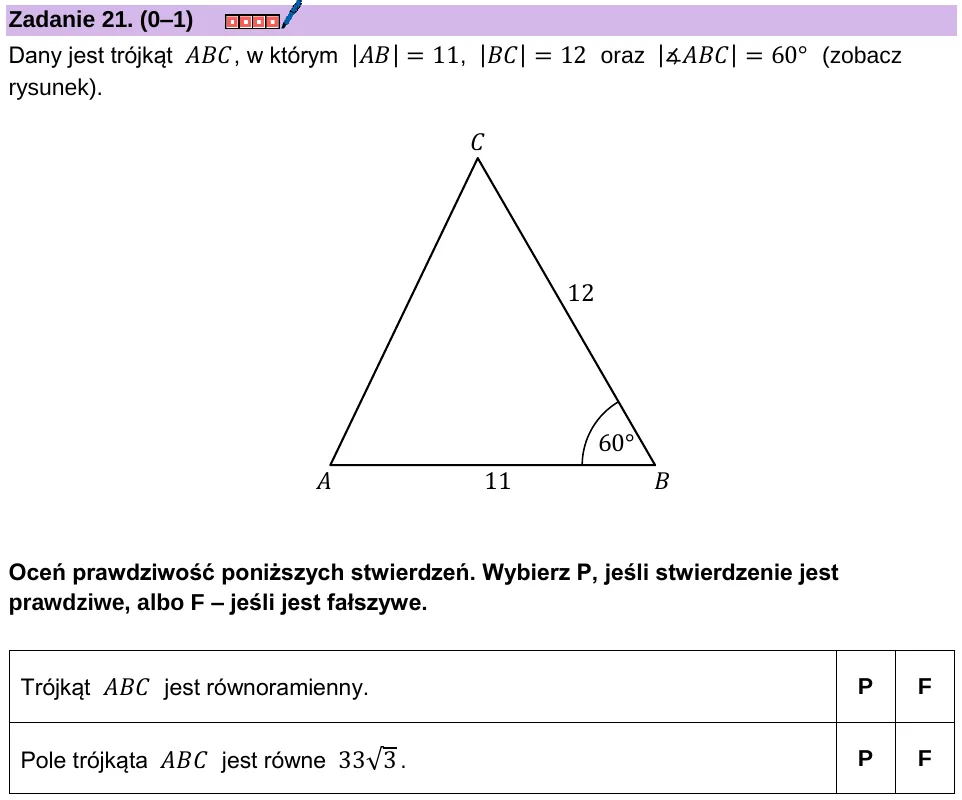 Zadanie 21. (0–1)
Dany jest trójkąt ABC, w którym |AB| = 11, |BC| = 12 oraz |∡ABC| = 60° (zobacz
rysunek).
C
12
60°
A
11
B
Oceń prawdziwość poniższych stwierdzeń. Wybierz P, jeśli stwierdzenie jest
prawdziwe, albo F – jeśli jest fałszywe.
Trójkąt ABC jest równoramienny. P F
Pole trójkąta ABC jest równe 33√3. P F